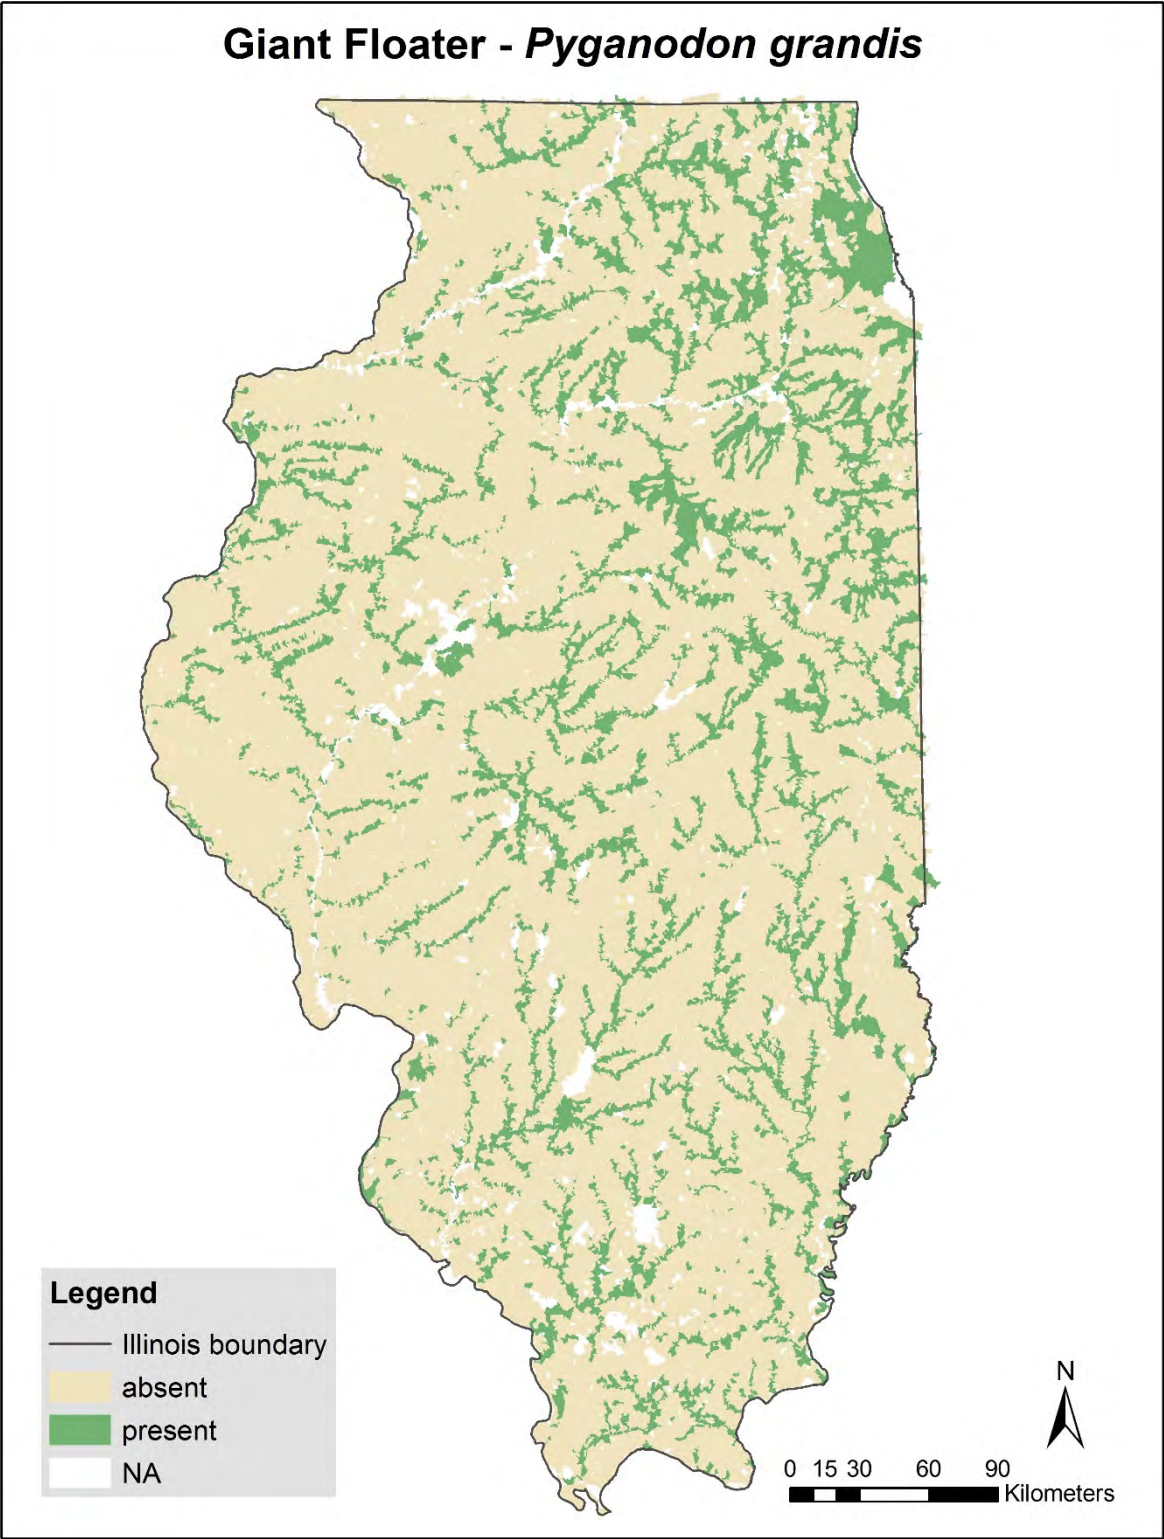 Giant Floater - Pyganodon grandis
Legend
Illinois boundary
absent
present
NA
N
0 15 30 60 90
Kilometers